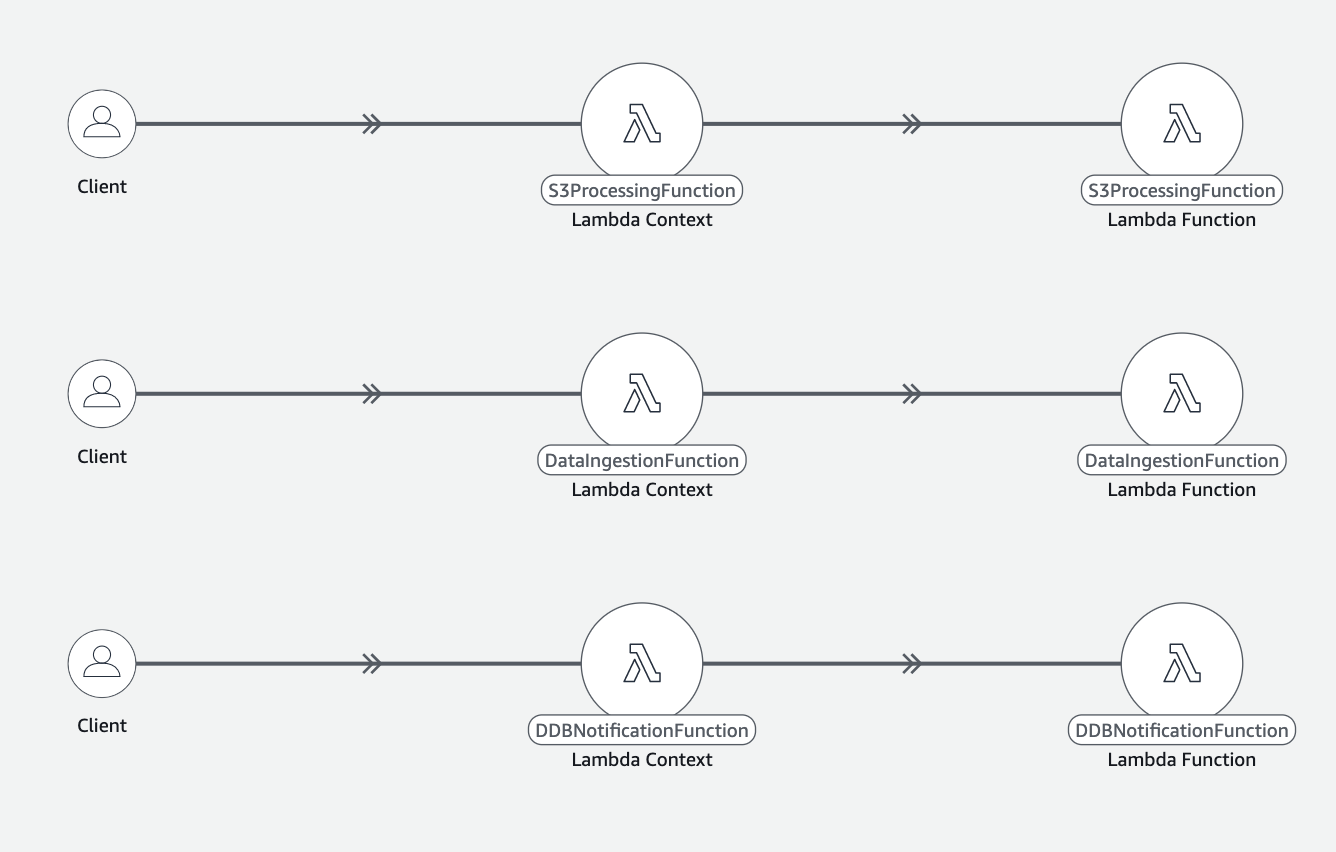 Client
S3ProcessingFunction
Lambda Context
S3ProcessingFunction
Lambda Function
Client
DataIngestionFunction
Lambda Context
DataIngestionFunction
Lambda Function
Client
DDBNotificationFunction
Lambda Context
DDBNotificationFunction
Lambda Function